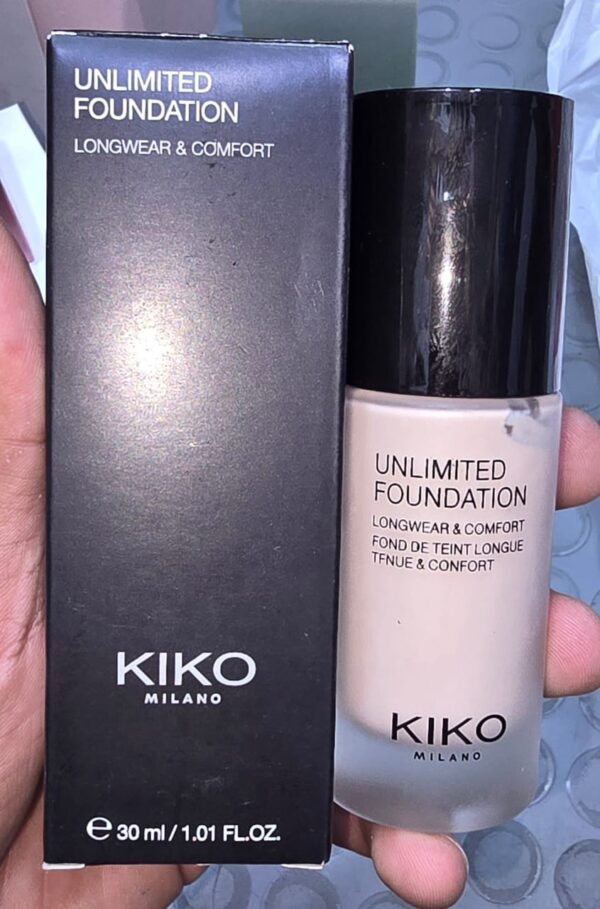 UNLIMITED
FOUNDATION
LONGWEAR & COMFORT
KIKO
MILANO
℮ 30 ml / 1.01 FL.OZ.
UNLIMITED
FOUNDATION
LONGWEAR & COMFORT
FOND DE TEINT LONGUE
TENUE & CONFORT
KIKO
MILANO